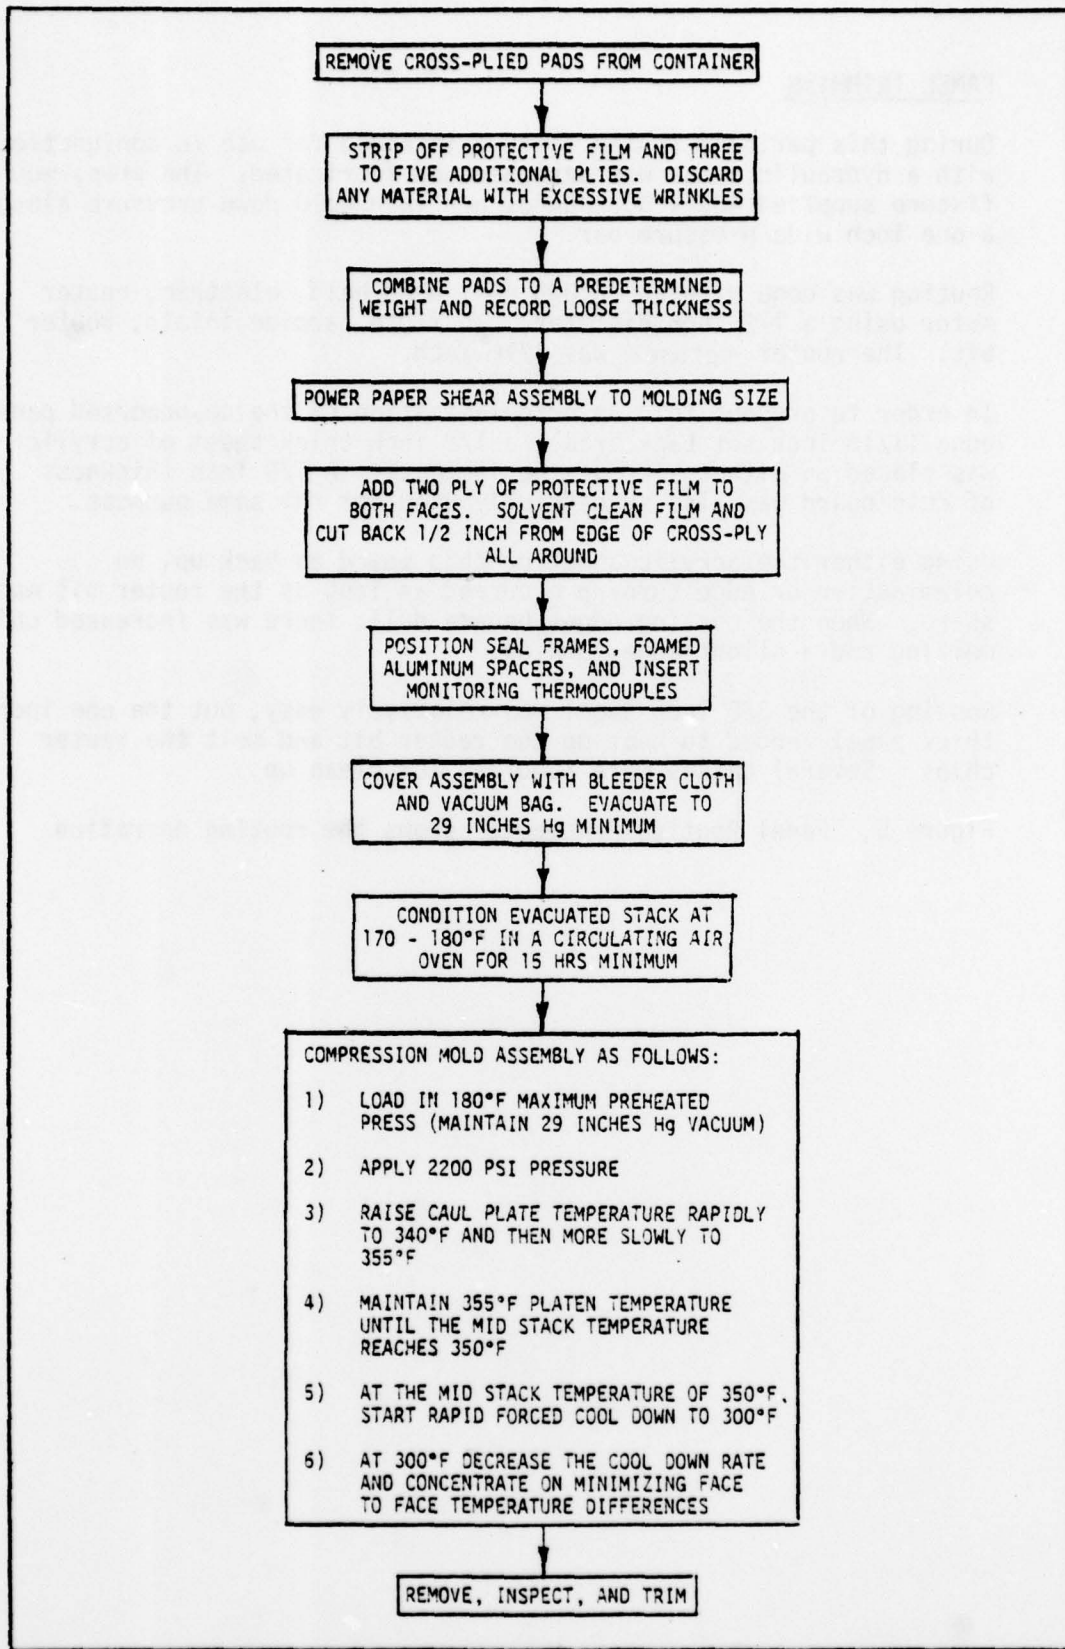 REMOVE CROSS-PLIED PADS FROM CONTAINER
STRIP OFF PROTECTIVE FILM AND THREE
TO FIVE ADDITIONAL PLIES. DISCARD
ANY MATERIAL WITH EXCESSIVE WRINKLES
COMBINE PADS TO A PREDETERMINED
WEIGHT AND RECORD LOOSE THICKNESS
POWER PAPER SHEAR ASSEMBLY TO MOLDING SIZE
ADD TWO PLY OF PROTECTIVE FILM TO
BOTH FACES. SOLVENT CLEAN FILM AND
CUT BACK 1/2 INCH FROM EDGE OF CROSS-PLY
ALL AROUND
POSITION SEAL FRAMES, FOAMED
ALUMINUM SPACERS, AND INSERT
MONITORING THERMOCOUPLES
COVER ASSEMBLY WITH BLEEDER CLOTH
AND VACUUM BAG. EVACUATE TO
29 INCHES Hg MINIMUM
CONDITION EVACUATED STACK AT
170 - 180°F IN A CIRCULATING AIR
OVEN FOR 15 HRS MINIMUM
COMPRESSION MOLD ASSEMBLY AS FOLLOWS:
1) LOAD IN 180°F MAXIMUM PREHEATED
PRESS (MAINTAIN 29 INCHES Hg VACUUM)
2) APPLY 2200 PSI PRESSURE
3) RAISE CAUL PLATE TEMPERATURE RAPIDLY
TO 340°F AND THEN MORE SLOWLY TO
355°F
4) MAINTAIN 355°F PLATEN TEMPERATURE
UNTIL THE MID STACK TEMPERATURE
REACHES 350°F
5) AT THE MID STACK TEMPERATURE OF 350°F,
START RAPID FORCED COOL DOWN TO 300°F
6) AT 300°F DECREASE THE COOL DOWN RATE
AND CONCENTRATE ON MINIMIZING FACE
TO FACE TEMPERATURE DIFFERENCES
REMOVE, INSPECT, AND TRIM